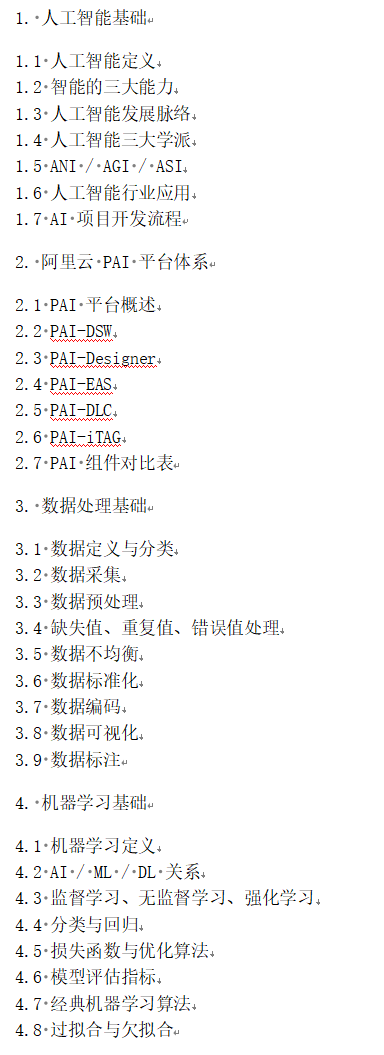 1. 人工智能基础
1.1 人工智能定义
1.2 智能的三大能力
1.3 人工智能发展脉络
1.4 人工智能三大学派
1.5 ANI / AGI / ASI
1.6 人工智能行业应用
1.7 AI 项目开发流程
2. 阿里云 PAI 平台体系
2.1 PAI 平台概述
2.2 PAI-DSW
2.3 PAI-Designer
2.4 PAI-EAS
2.5 PAI-DLC
2.6 PAI-iTAG
2.7 PAI 组件对比表
3. 数据处理基础
3.1 数据定义与分类
3.2 数据采集
3.3 数据预处理
3.4 缺失值、重复值、错误值处理
3.5 数据不均衡
3.6 数据标准化
3.7 数据编码
3.8 数据可视化
3.9 数据标注
4. 机器学习基础
4.1 机器学习定义
4.2 AI / ML / DL 关系
4.3 监督学习、无监督学习、强化学习
4.4 分类与回归
4.5 损失函数与优化算法
4.6 模型评估指标
4.7 经典机器学习算法
4.8 过拟合与欠拟合